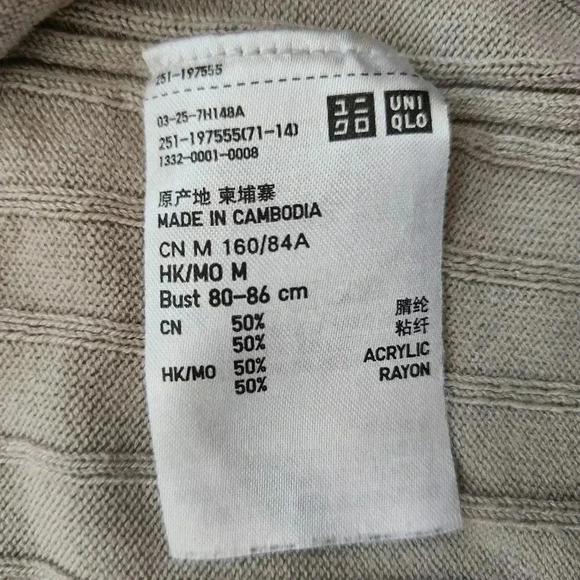 251-197555
03-25-7H148A
251-197555(71-14)
1332-0001-0008
ユニ
クロ
UNI
QLO
原产地 柬埔寨
MADE IN CAMBODIA
CN M 160/84A
HK/MO M
Bust 80-86 cm
CN 50% 腈纶
50% 粘纤
HK/MO 50% ACRYLIC
50% RAYON